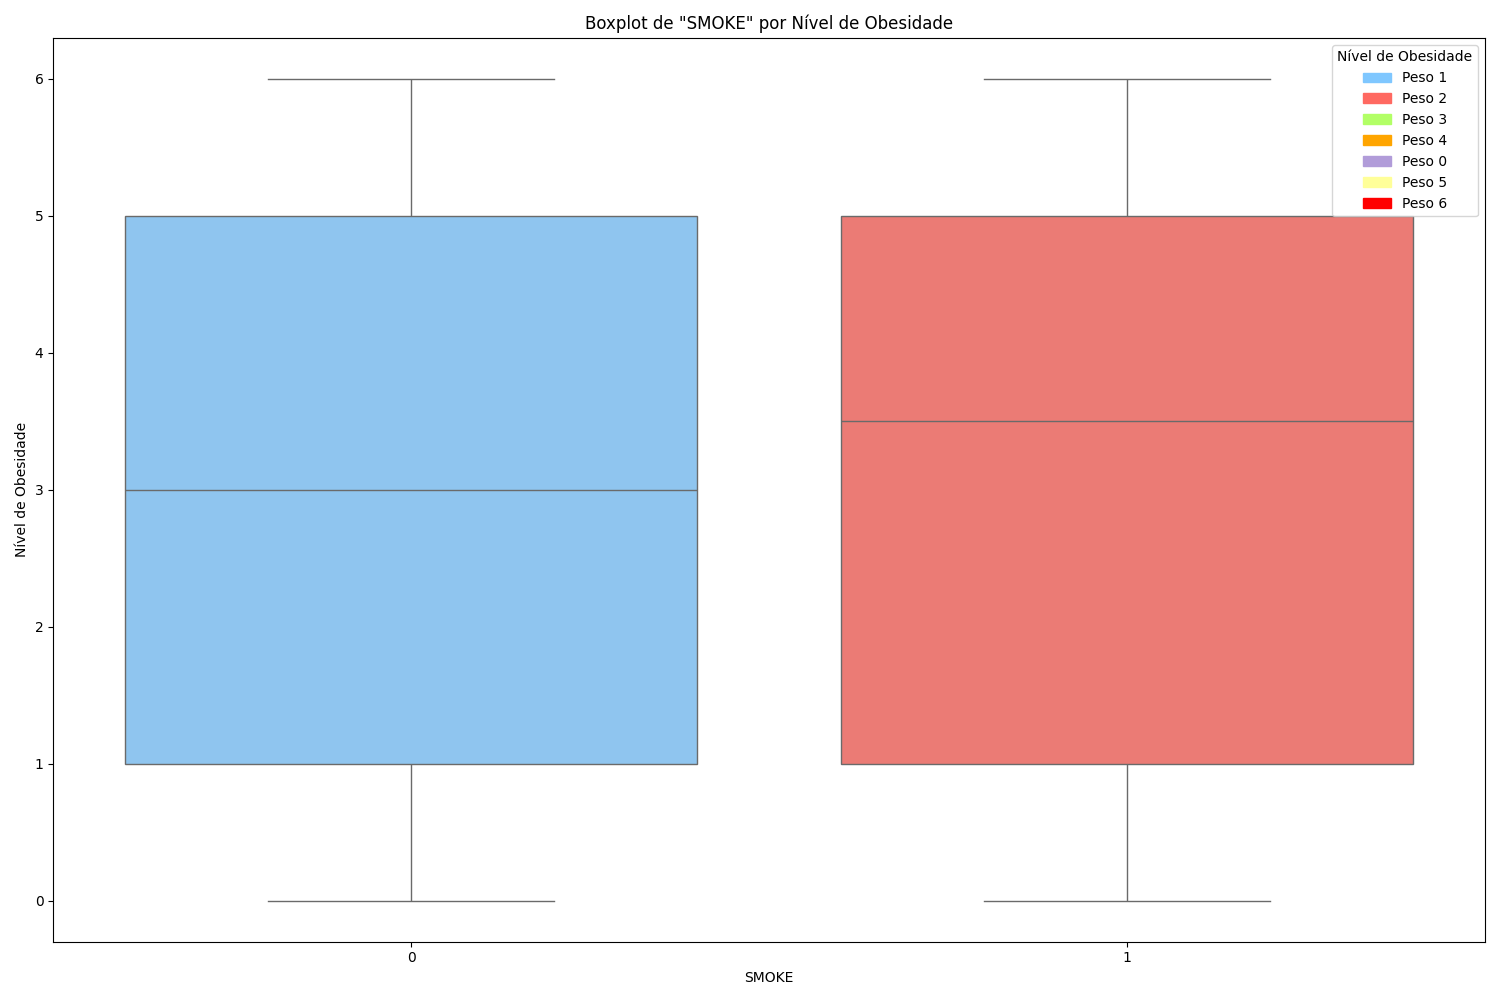 Boxplot de "SMOKE" por Nível de Obesidade
Nível de Obesidade
Peso 1
Peso 2
Peso 3
Peso 4
Peso 0
Peso 5
Peso 6
Nível de Obesidade
6
5
4
3
2
1
0
0 1
SMOKE